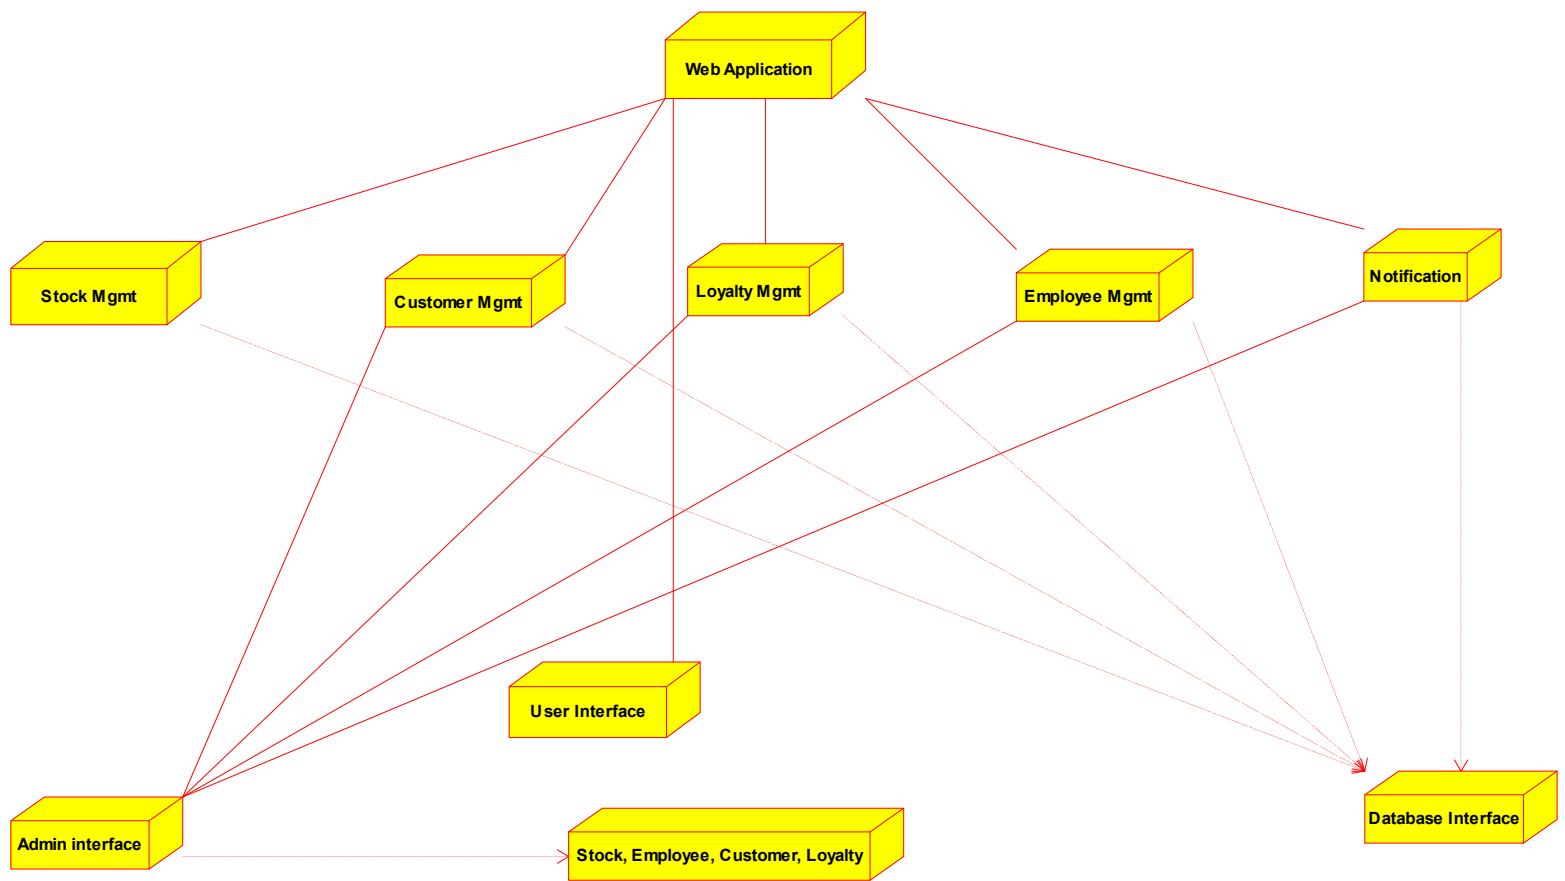 Web Application
Stock Mgmt
Customer Mgmt
Loyalty Mgmt
Employee Mgmt
Notification
User Interface
Admin interface
Stock, Employee, Customer, Loyalty
Database Interface